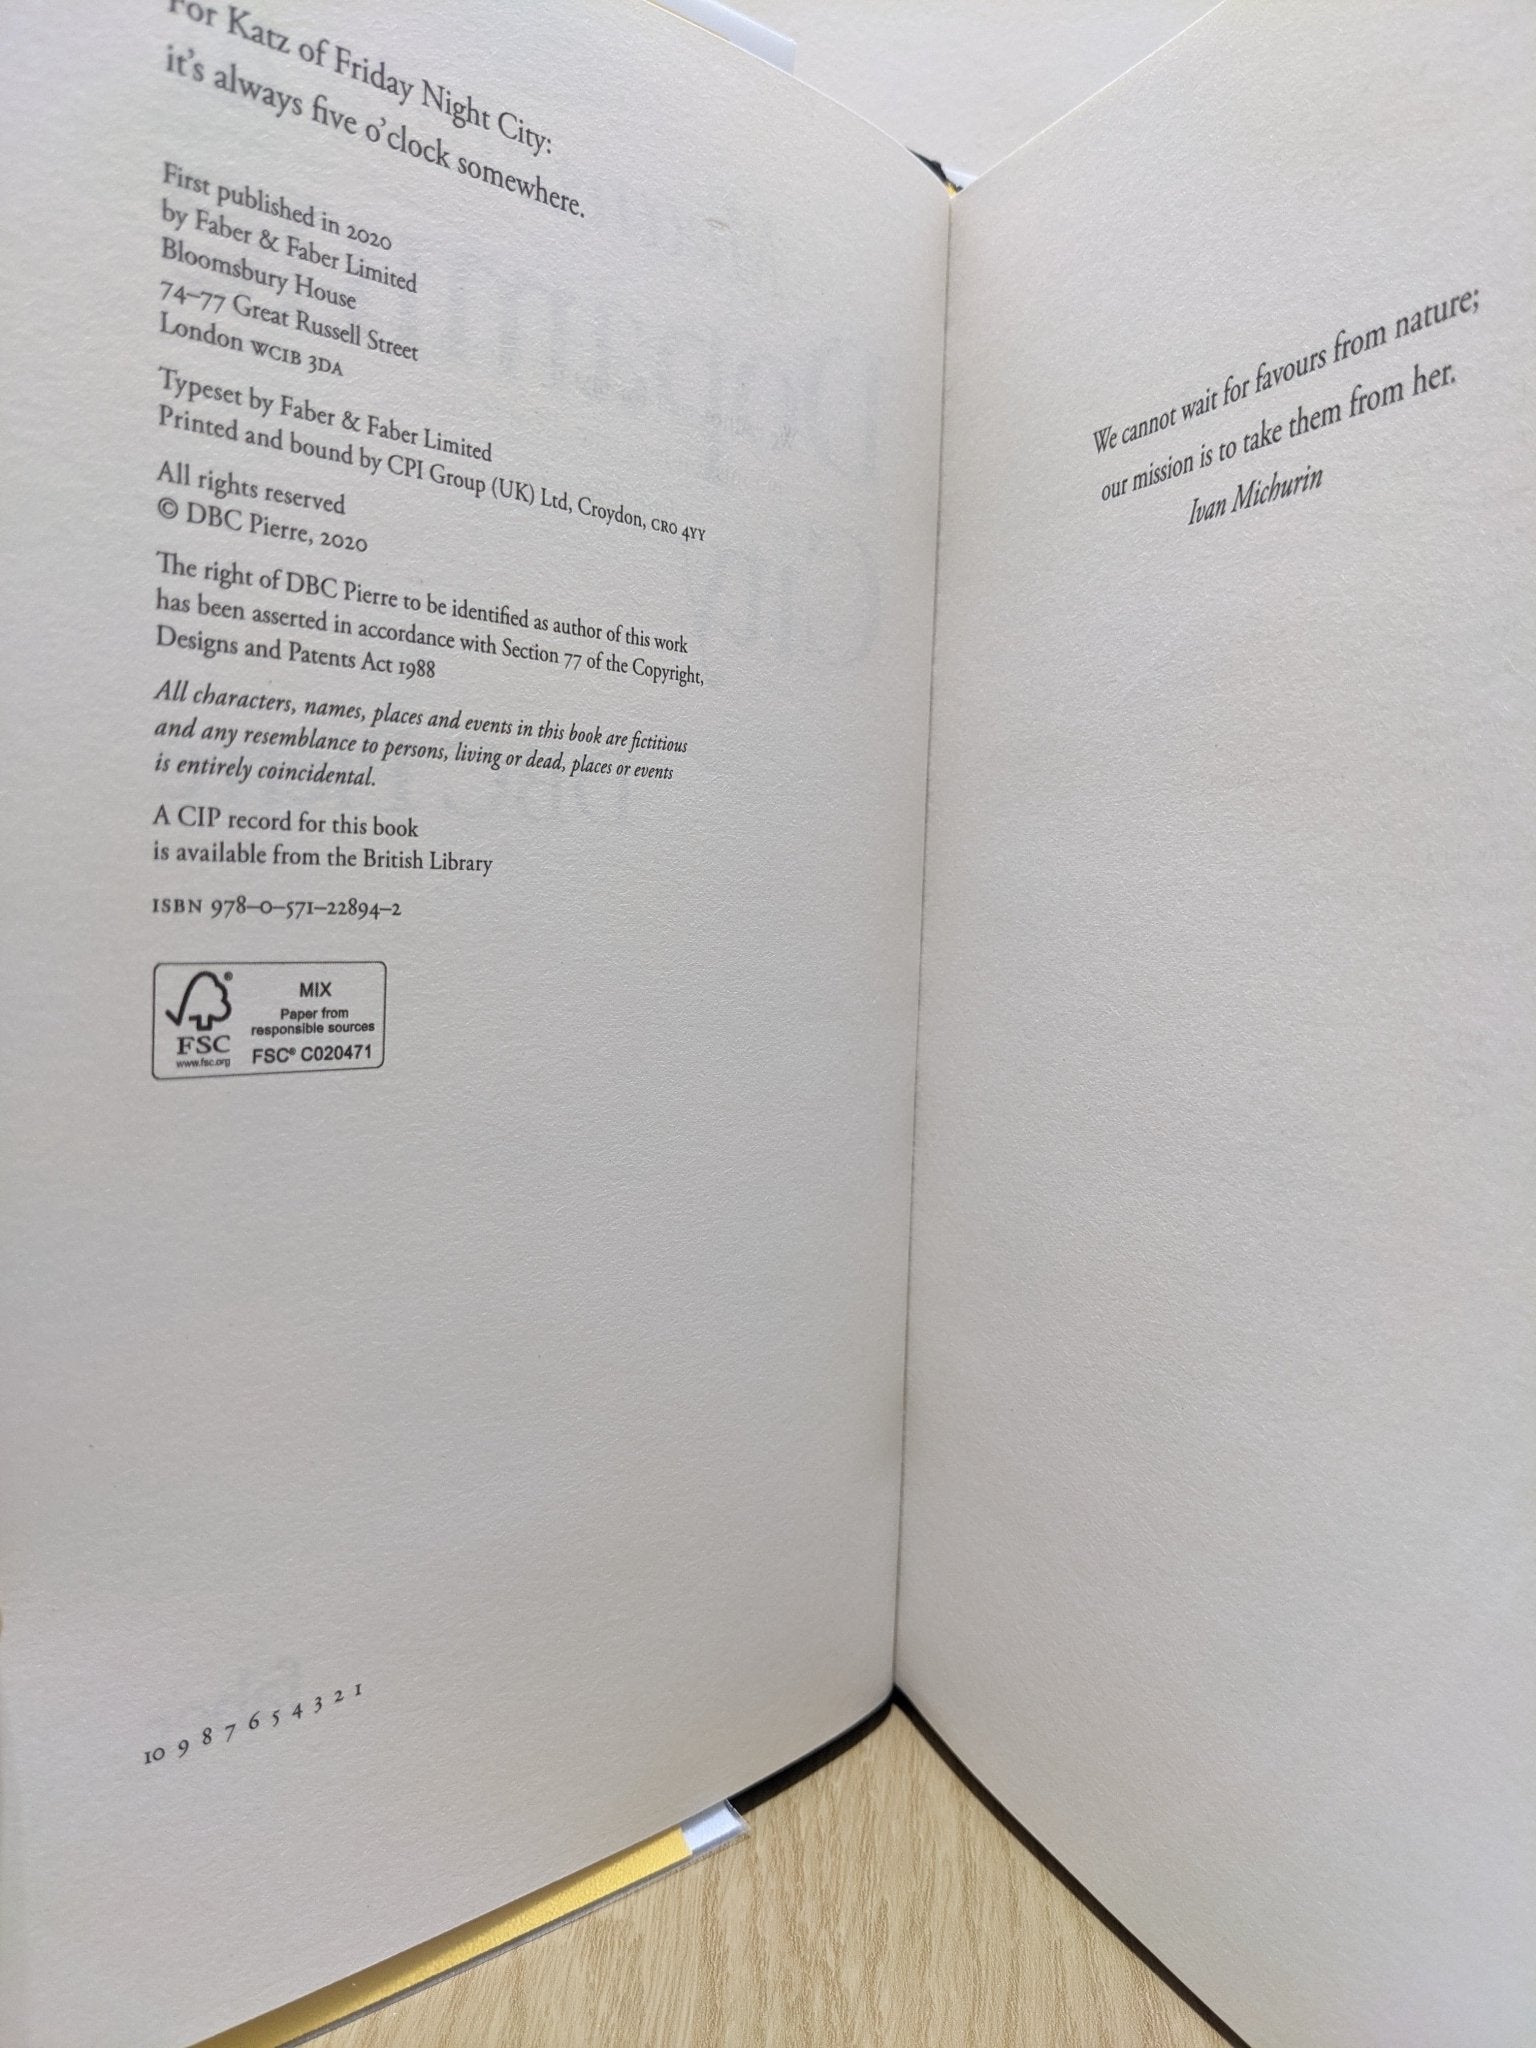 For Katz of Friday Night City:
it's always five o'clock somewhere.
First published in 2020
by Faber & Faber Limited
Bloomsbury House
74–77 Great Russell Street
London WC1B 3DA
Typeset by Faber & Faber Limited
Printed and bound by CPI Group (UK) Ltd, Croydon, CR0 4YY
All rights reserved
© DBC Pierre, 2020
The right of DBC Pierre to be identified as author of this work
has been asserted in accordance with Section 77 of the Copyright,
Designs and Patents Act 1988
All characters, names, places and events in this book are fictitious
and any resemblance to persons, living or dead, places or events
is entirely coincidental.
A CIP record for this book
is available from the British Library
ISBN 978–0–571–22894–2
FSC
www.fsc.org
MIX
Paper from
responsible sources
FSC® C020471
10 9 8 7 6 5 4 3 2 1
We cannot wait for favours from nature;
our mission is to take them from her.
Ivan Michurin